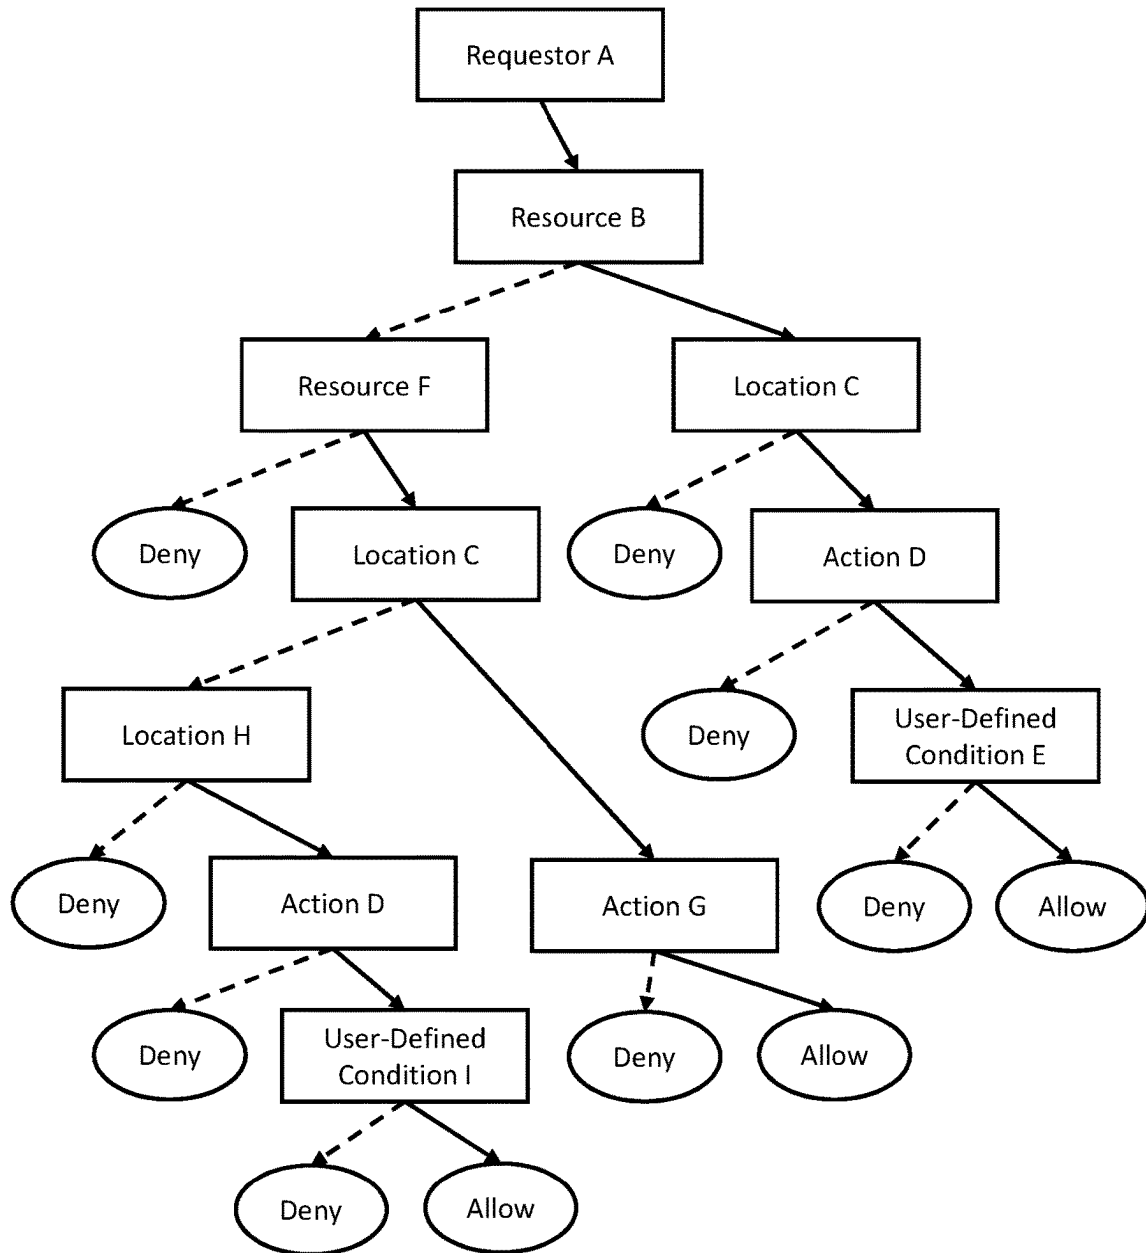 Requestor A
Resource B
Resource F
Location C
Deny
Location C
Deny
Action D
Location H
Deny
User-Defined
Condition E
Deny
Action D
Action G
Deny
Allow
Deny
User-Defined
Condition I
Deny
Allow
Deny
Allow